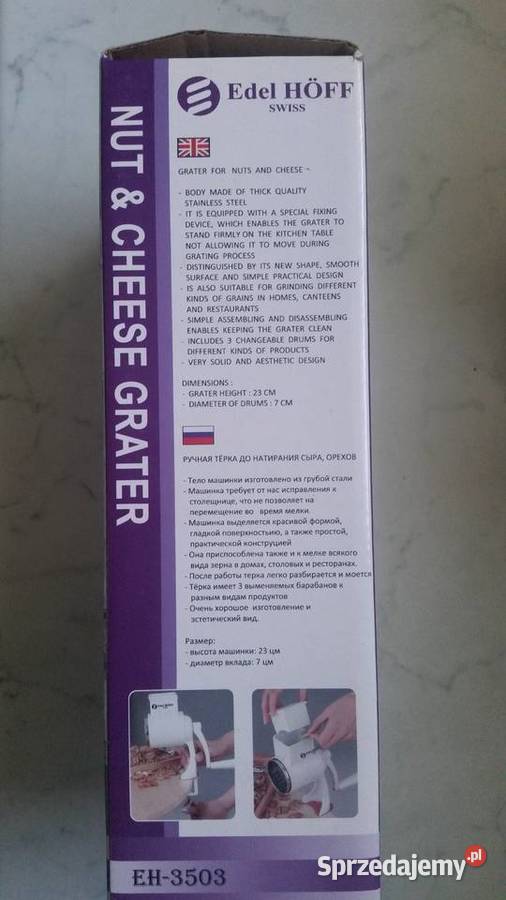 Edel HÖFF
SWISS
NUT & CHEESE GRATER
GRATER FOR NUTS AND CHEESE ~
- BODY MADE OF THICK QUALITY
STAINLESS STEEL
- IT IS EQUIPPED WITH A SPECIAL FIXING
DEVICE, WHICH ENABLES THE GRATER TO
STAND FIRMLY ON THE KITCHEN TABLE
NOT ALLOWING IT TO MOVE DURING
GRATING PROCESS
- DISTINGUISHED BY ITS NEW SHAPE, SMOOTH
SURFACE AND SIMPLE PRACTICAL DESIGN
- IS ALSO SUITABLE FOR GRINDING DIFFERENT
KINDS OF GRAINS IN HOMES, CANTEENS
AND RESTAURANTS
- SIMPLE ASSEMBLING AND DISASSEMBLING
ENABLES KEEPING THE GRATER CLEAN
- INCLUDES 3 CHANGEABLE DRUMS FOR
DIFFERENT KINDS OF PRODUCTS
- VERY SOLID AND AESTHETIC DESIGN
DIMENSIONS :
- GRATER HEIGHT : 23 CM
- DIAMETER OF DRUMS : 7 CM
РУЧНАЯ ТЁРКА ДО НАТИРАНИЯ СЫРА, ОРЕХОВ
- Тело машинки изготовлено из грубой стали
- Машинка требует от нас исправления к
столещнице, что не позволяет на
перемещение во время мелки.
- Машинка выделяется красивой формой,
гладкой поверхностьию, а также простой,
практической конструкцией
- Она приспособлена также и к мелке всякого
вида зерна в домах, столовых и ресторанах.
- После работы терка легко разбирается и моется
- Тёрка имеет 3 выменяемых барабанок к
разным видам продуктов
- Очень хорошое изготовление и
эстетический вид.
Размер:
- высота машинки: 23 цм
- диаметр вклада: 7 цм
EH-3503
Sprzedajemy.pl